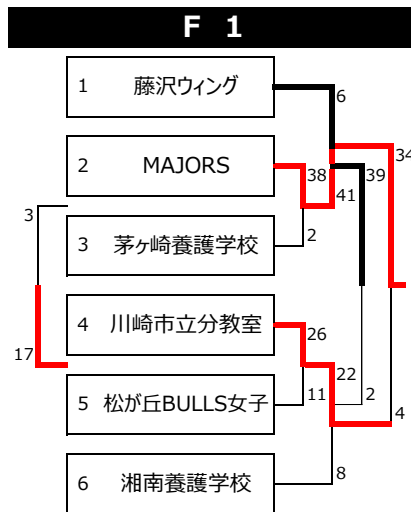 F 1
1 藤沢ウィング
6
2 MAJORS
34
38
39
41
3
2
3 茅ヶ崎養護学校
4 川崎市立分教室
26
17
22
11
2
5 松が丘BULLS女子
4
8
6 湘南養護学校